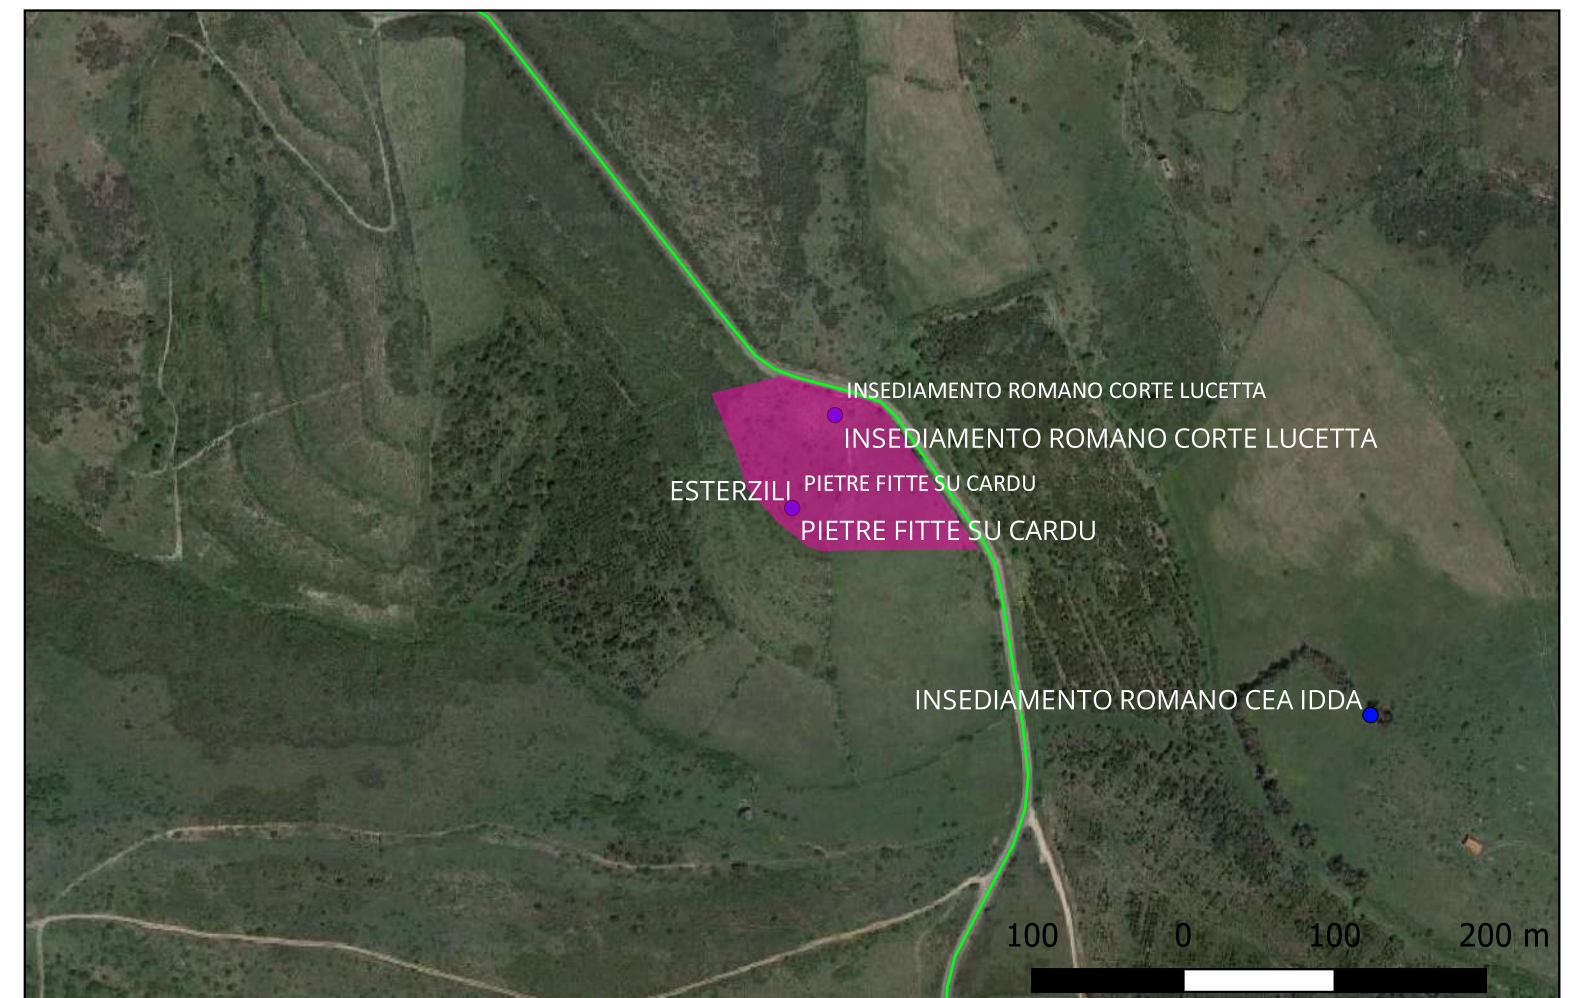 INSEDIAMENTO ROMANO CORTE LUCETTA
INSEDIAMENTO ROMANO CORTE LUCETTA
ESTERZILI
PIETRE FITTE SU CARDU
PIETRE FITTE SU CARDU
INSEDIAMENTO ROMANO CEA IDDA
100 0 100 200 m